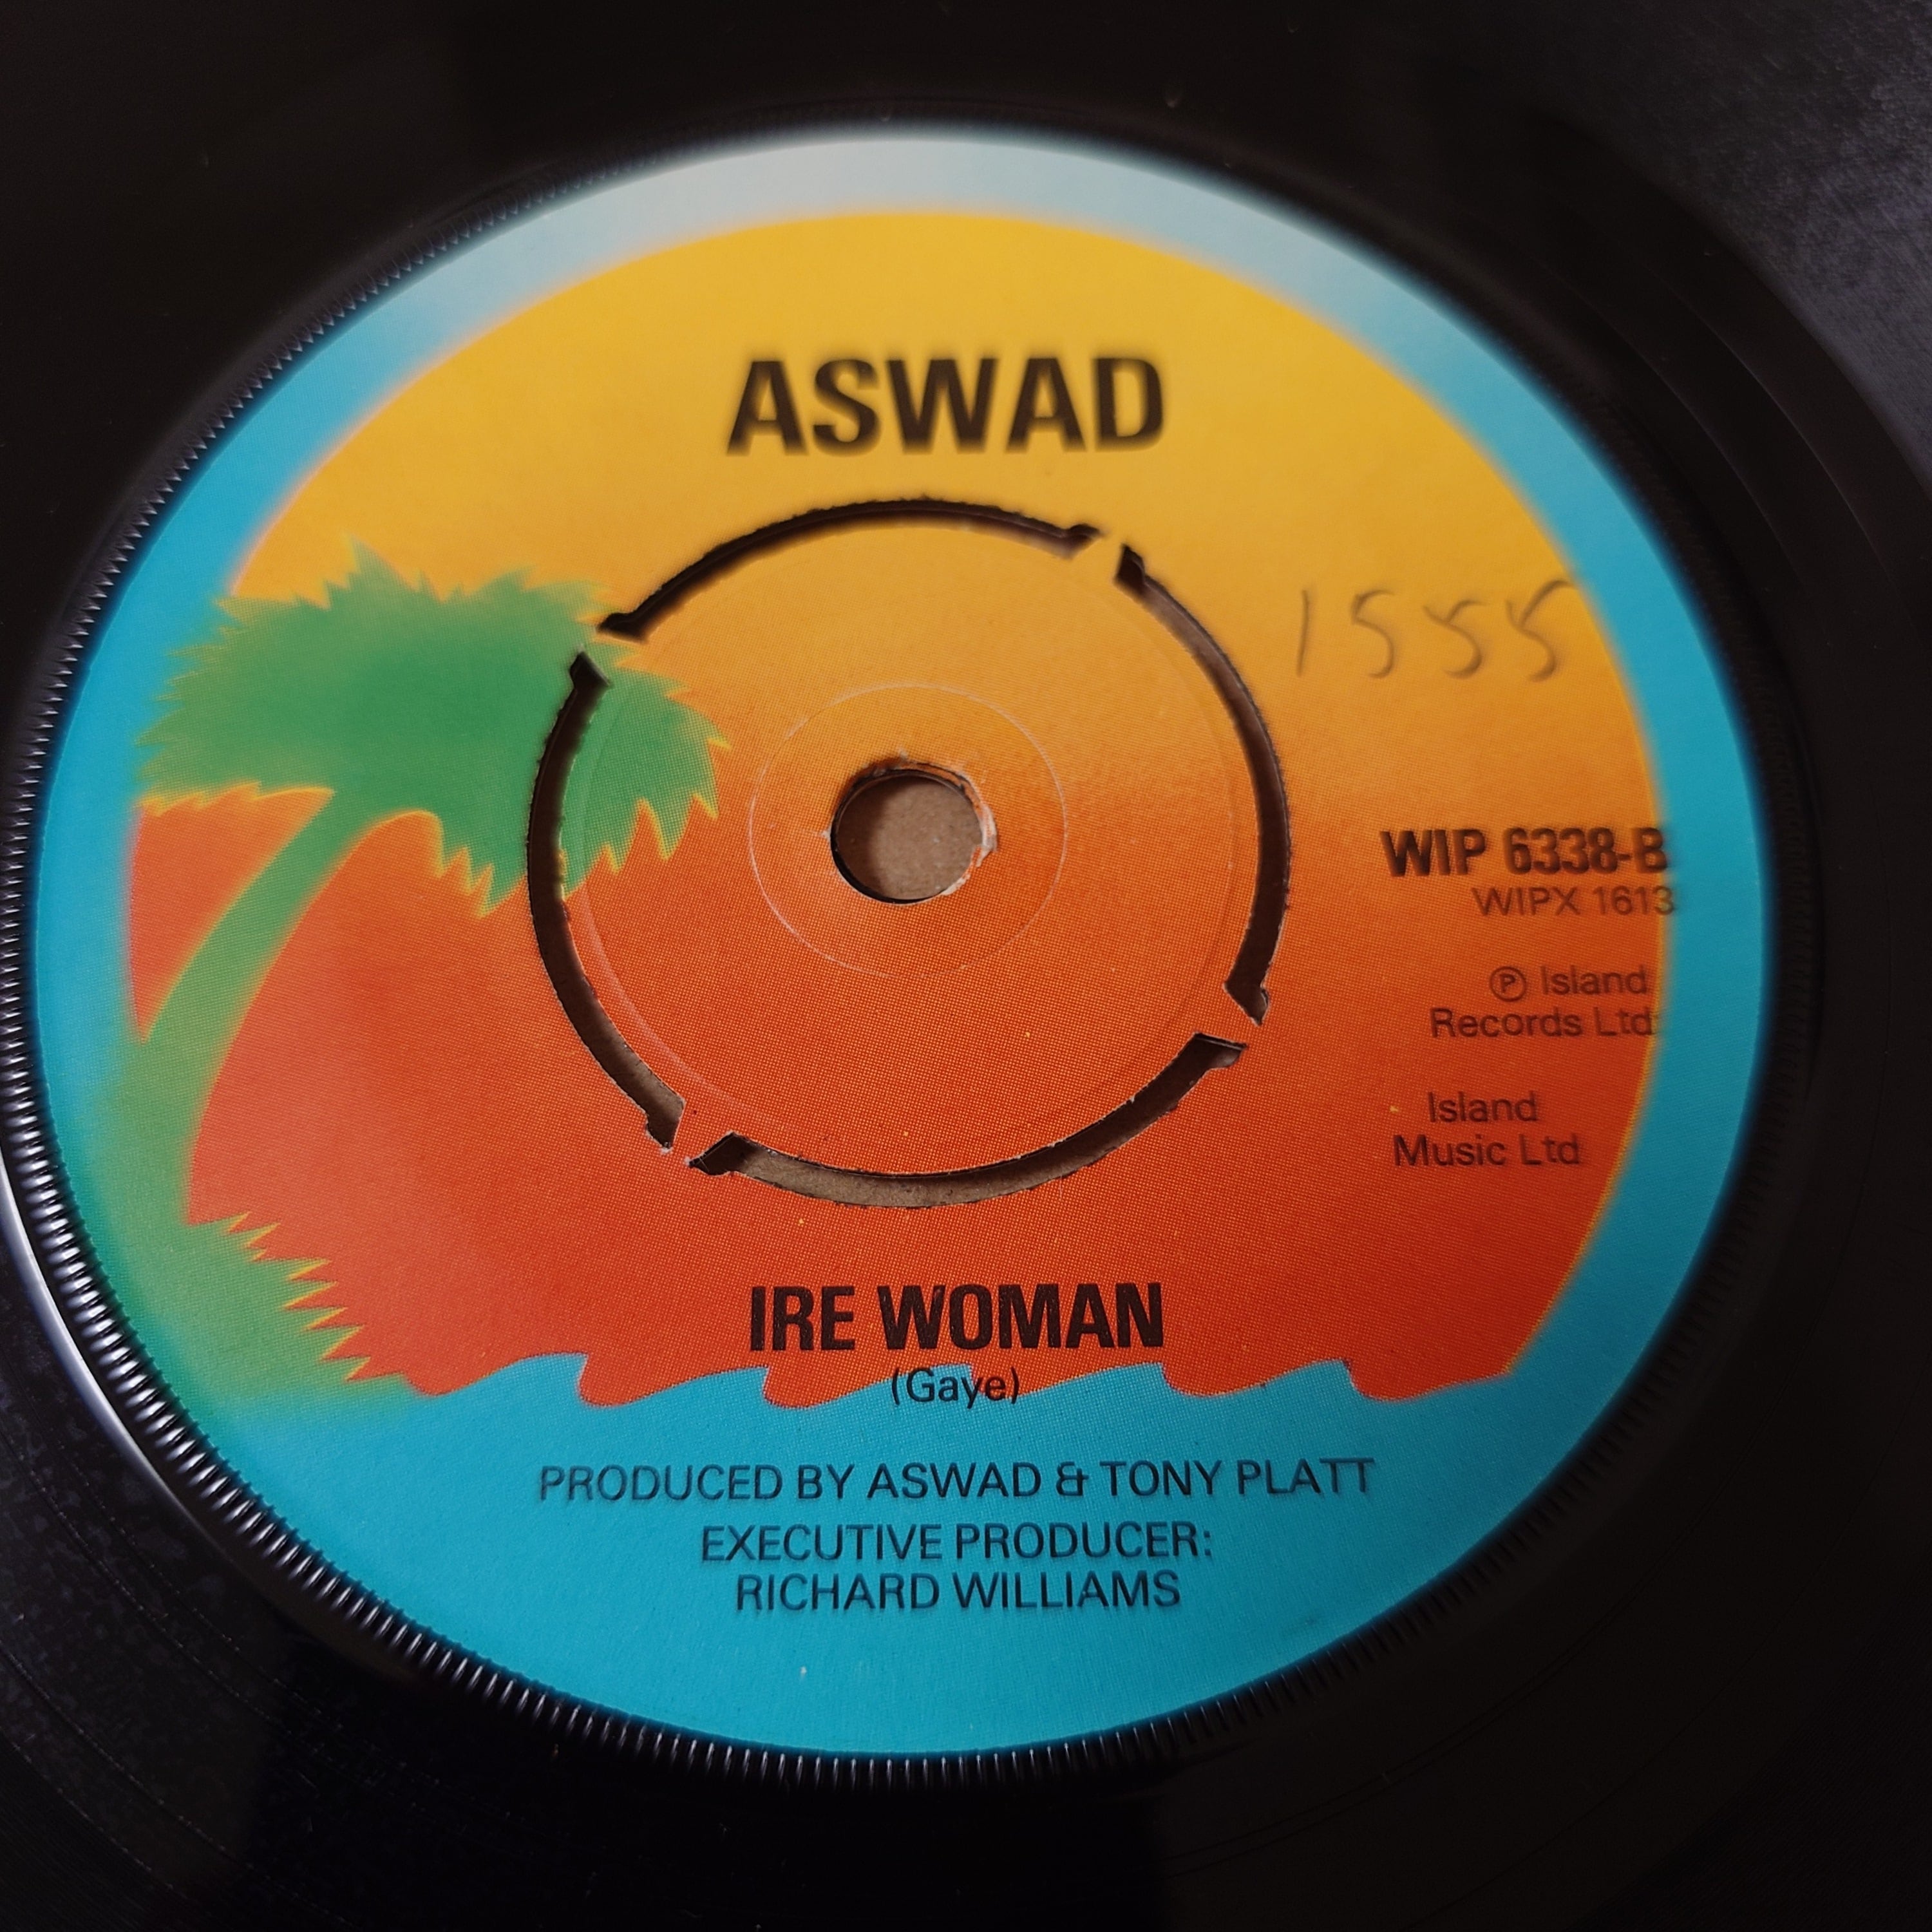 ASWAD
1555
WIP 6338-B
WIPX 1613
℗ Island
Records Ltd.
Island
Music Ltd
IRE WOMAN
(Gaye)
PRODUCED BY ASWAD & TONY PLATT
EXECUTIVE PRODUCER:
RICHARD WILLIAMS